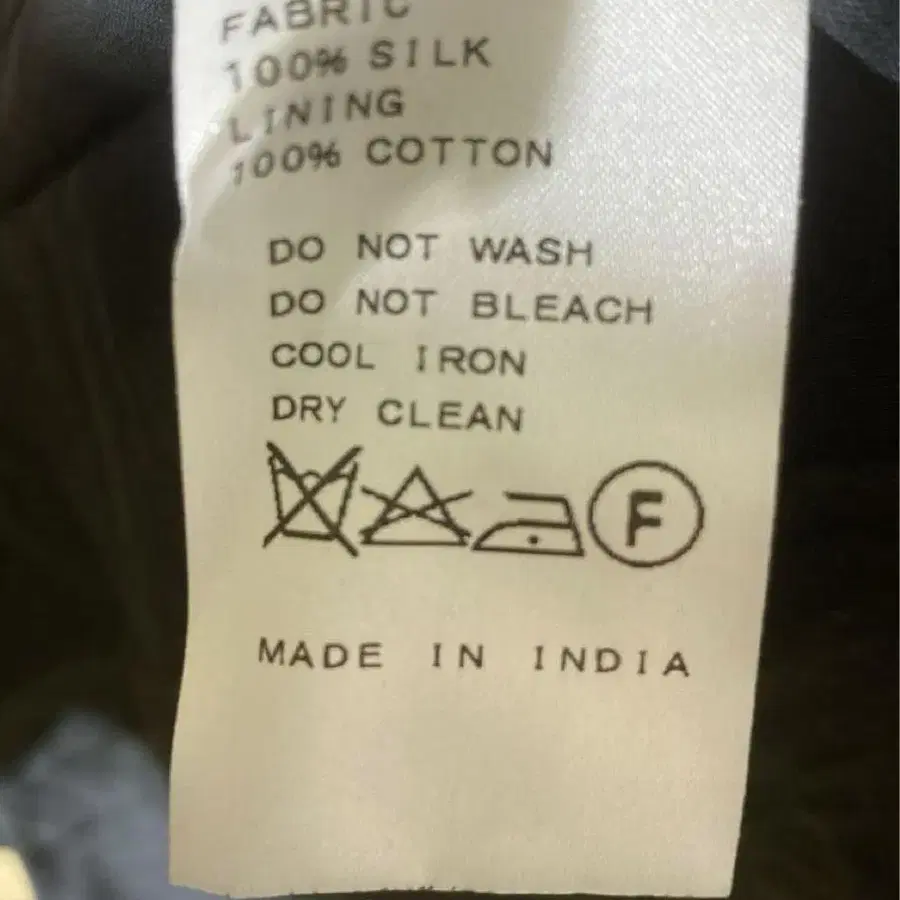 FABRIC
100% SILK
LINING
100% COTTON
DO NOT WASH
DO NOT BLEACH
COOL IRON
DRY CLEAN
F
MADE IN INDIA